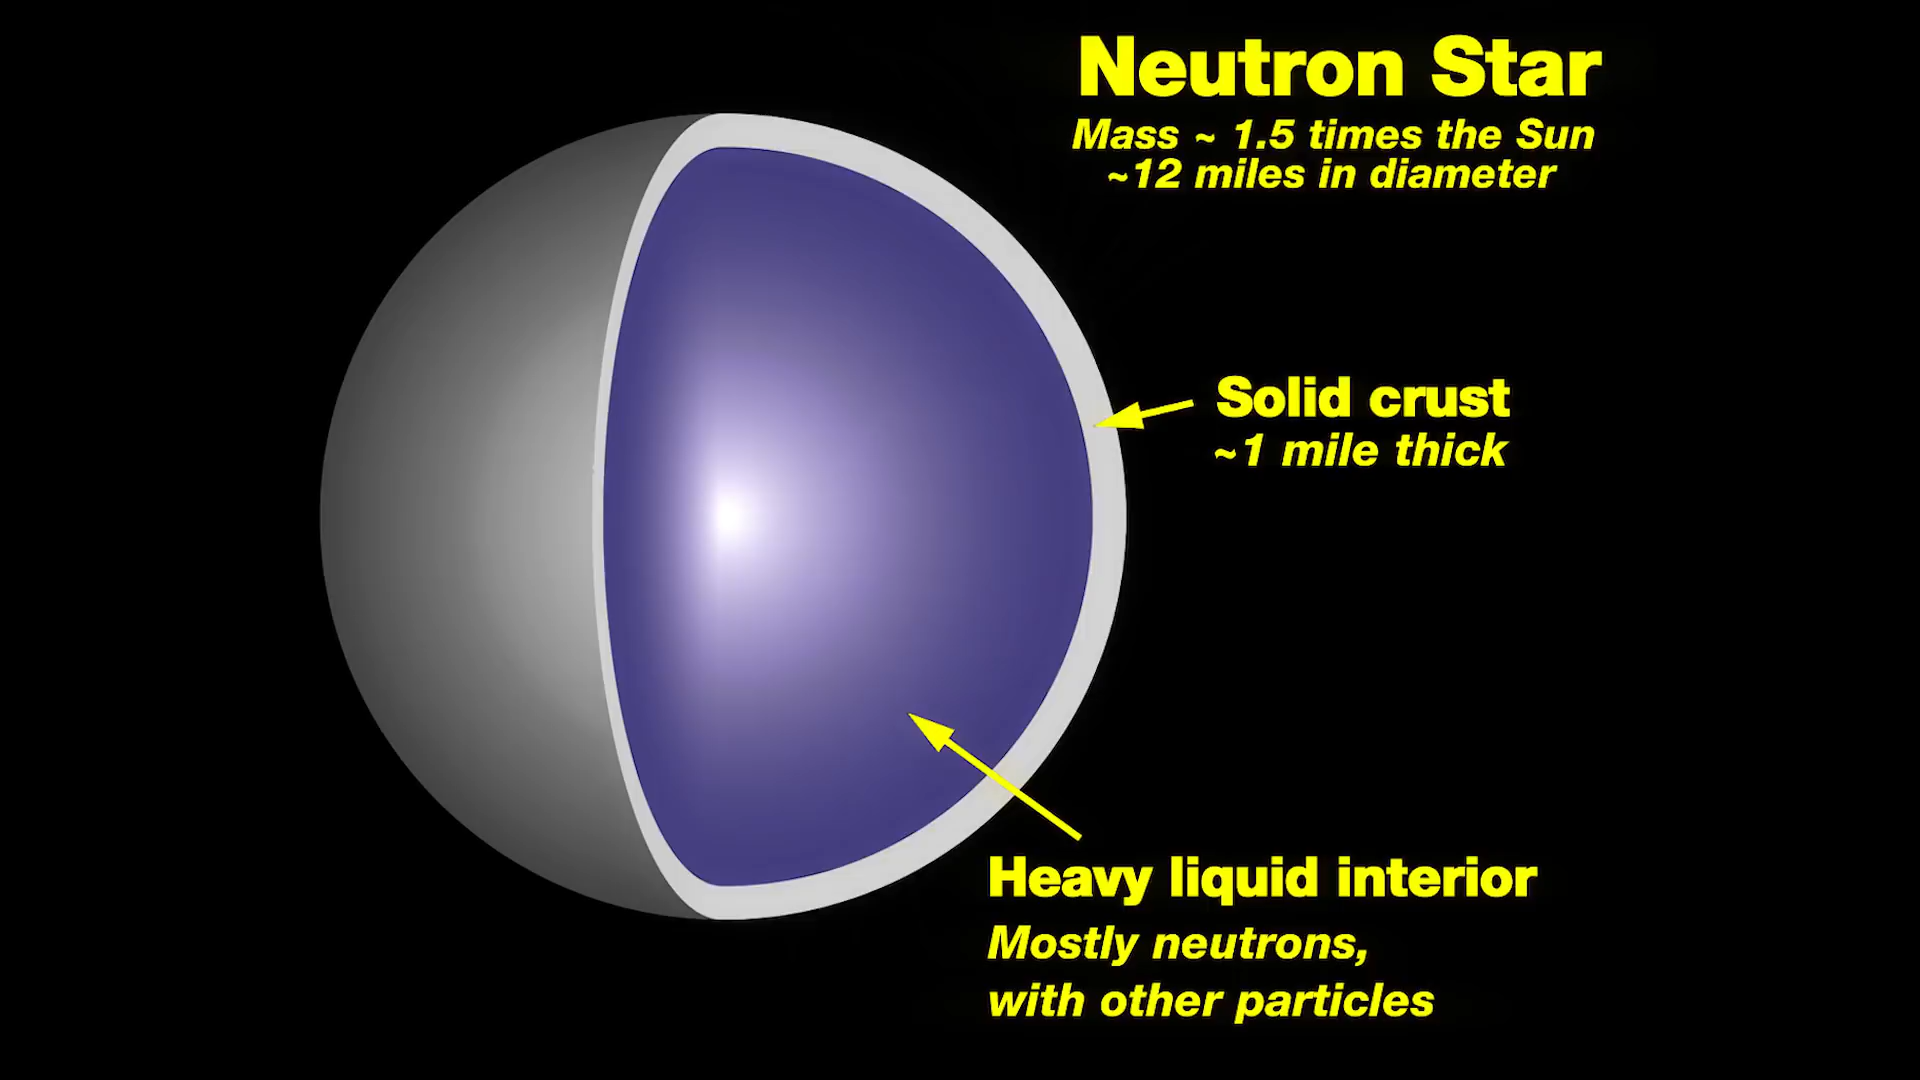 Neutron Star
Mass ~ 1.5 times the Sun
~12 miles in diameter
Solid crust
~1 mile thick
Heavy liquid interior
Mostly neutrons,
with other particles